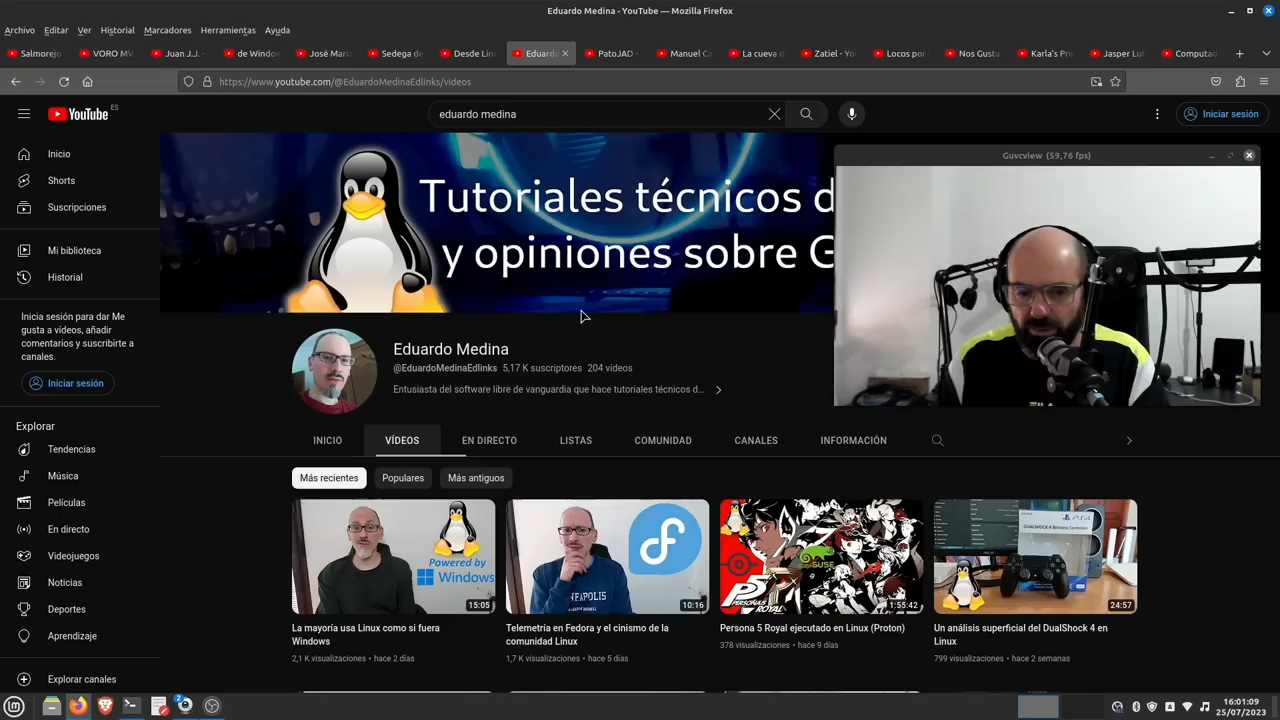 Eduardo Medina - YouTube — Mozilla Firefox
Archivo Editar Ver Historial Marcadores Herramientas Ayuda
Salmorejo
VORO MV
Juan J.J. -
de Window
José Maria
Sedega de
Desde Lin
Eduardo
PatoJAD -
Manuel Ca
La cueva d
Zatiel - Yo
Locos por
Nos Gusta
Karla's Pro
Jasper Lu
Computad
https://www.youtube.com/@EduardoMedinaEdlinks/videos
YouTube ES
eduardo medina
Iniciar sesión
Inicio
Shorts
Suscripciones
Mi biblioteca
Historial
Inicia sesión para dar Me
gusta a vídeos, añadir
comentarios y suscribirte a
canales.
Iniciar sesión
Explorar
Tendencias
Música
Películas
En directo
Videojuegos
Noticias
Deportes
Aprendizaje
Explorar canales
Tutoriales técnicos d
y opiniones sobre G
Guvcview (59,76 fps)
Eduardo Medina
@EduardoMedinaEdlinks 5,17 K suscriptores 204 vídeos
Entusiasta del software libre de vanguardia que hace tutoriales técnicos d...
INICIO VÍDEOS EN DIRECTO LISTAS COMUNIDAD CANALES INFORMACIÓN
Más recientes Populares Más antiguos
Powered by
Windows
15:05
La mayoría usa Linux como si fuera
Windows
2,1 K visualizaciones • hace 2 días
10:16
Telemetría en Fedora y el cinismo de la
comunidad Linux
1,7 K visualizaciones • hace 5 días
SUSE
1:55:42
Persona 5 Royal ejecutado en Linux (Proton)
378 visualizaciones • hace 9 días
24:57
Un análisis superficial del DualShock 4 en
Linux
799 visualizaciones • hace 2 semanas
16:01:09
25/07/2023